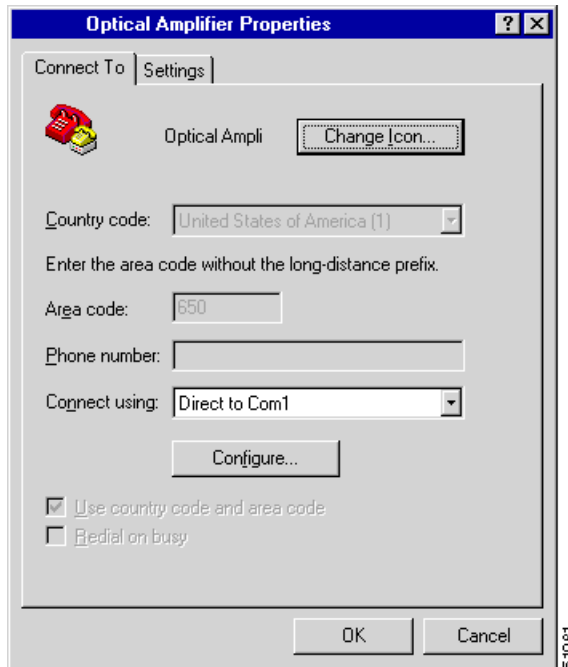 Optical Amplifier Properties
Connect To
Settings
Optical Ampli
Change Icon...
Country code:
United States of America (1)
Enter the area code without the long-distance prefix.
Area code:
650
Phone number:
Connect using:
Direct to Com1
Configure...
Use country code and area code
Redial on busy
OK
Cancel
51981